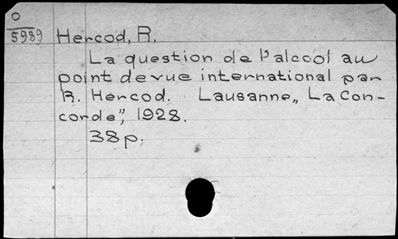 O
5989 Hercod, R.
La question de l'alcool au
point de vue international par
R. Hercod. Lausanne, „La Con-
corde", 1928.
38 p.